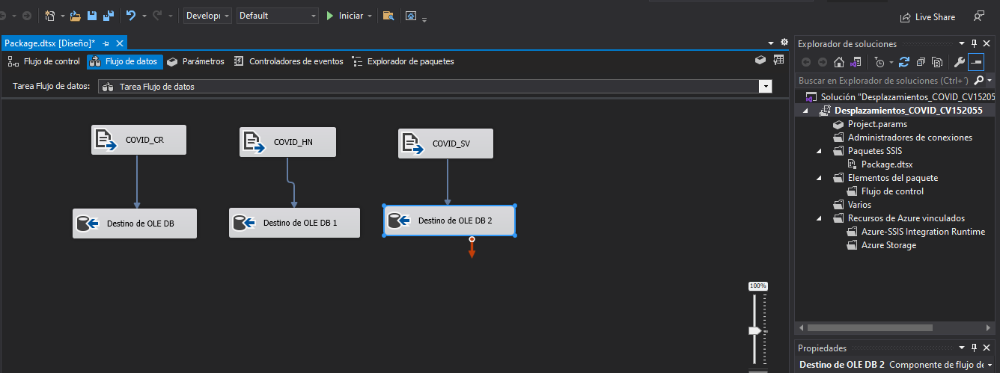 Developi
Default
Iniciar
Live Share
Package.dtsx [Diseño]*
Flujo de control
Flujo de datos
Parámetros
Controladores de eventos
Explorador de paquetes
Tarea Flujo de datos:
Tarea Flujo de datos
COVID_CR
COVID_HN
COVID_SV
Destino de OLE DB
Destino de OLE DB 1
Destino de OLE DB 2
100%
Explorador de soluciones
Buscar en Explorador de soluciones (Ctrl+´)
Solución "Desplazamientos_COVID_CV152055
Desplazamientos_COVID_CV152055
Project.params
Administradores de conexiones
Paquetes SSIS
Package.dtsx
Elementos del paquete
Flujo de control
Varios
Recursos de Azure vinculados
Azure-SSIS Integration Runtime
Azure Storage
Propiedades
Destino de OLE DB 2 Componente de flujo de